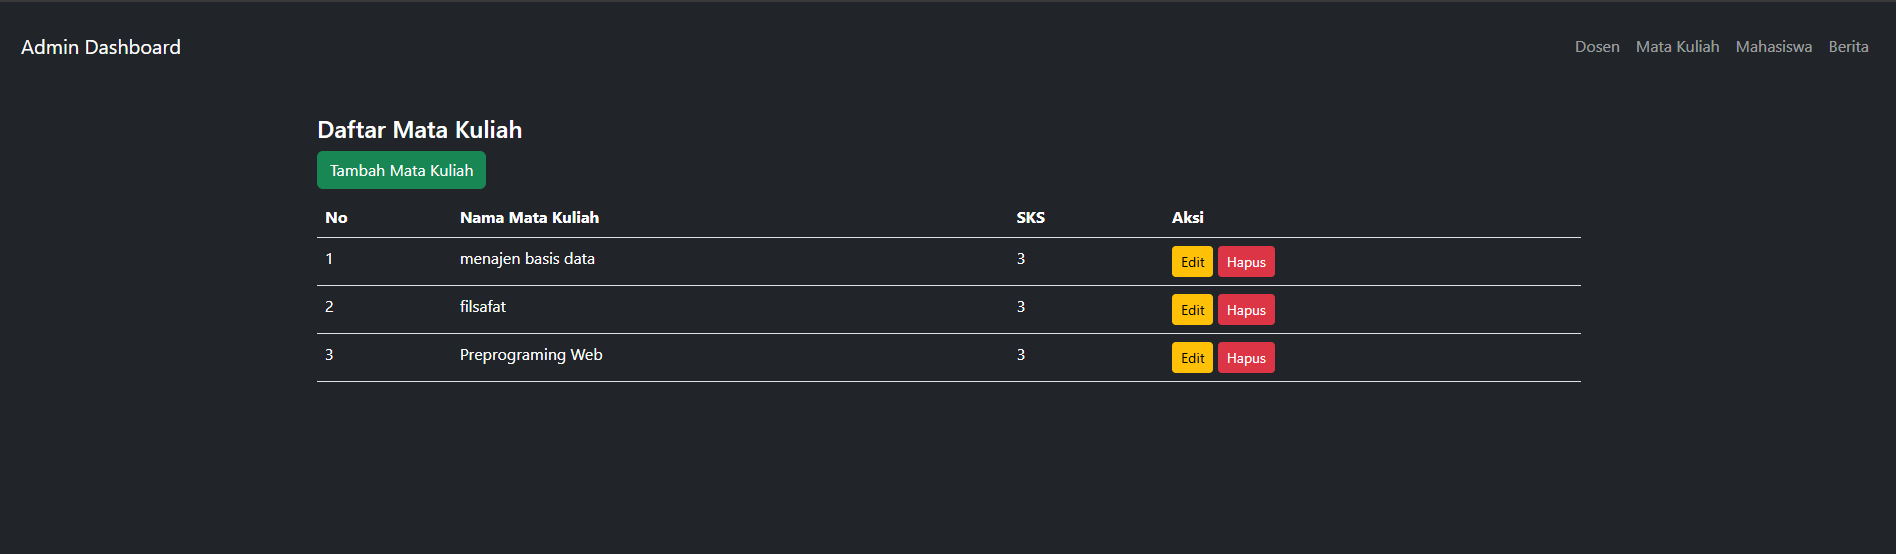 Admin Dashboard Dosen Mata Kuliah Mahasiswa Berita
Daftar Mata Kuliah
Tambah Mata Kuliah
No Nama Mata Kuliah SKS Aksi
1 menajen basis data 3 Edit Hapus
2 filsafat 3 Edit Hapus
3 Preprograming Web 3 Edit Hapus